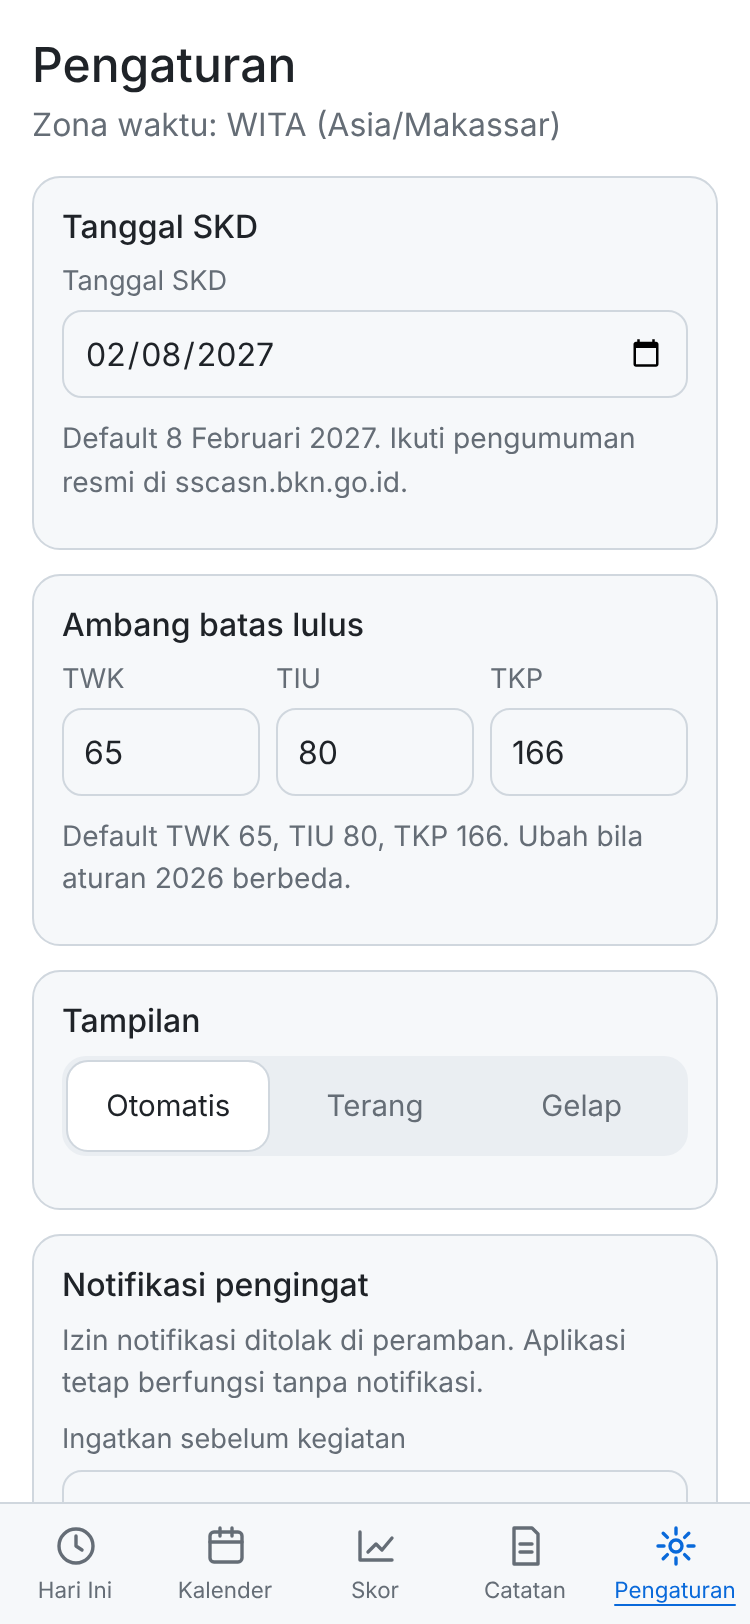 Pengaturan
Zona waktu: WITA (Asia/Makassar)
Tanggal SKD
Tanggal SKD
02/08/2027
Default 8 Februari 2027. Ikuti pengumuman
resmi di sscasn.bkn.go.id.
Ambang batas lulus
TWK TIU TKP
65 80 166
Default TWK 65, TIU 80, TKP 166. Ubah bila
aturan 2026 berbeda.
Tampilan
Otomatis Terang Gelap
Notifikasi pengingat
Izin notifikasi ditolak di peramban. Aplikasi
tetap berfungsi tanpa notifikasi.
Ingatkan sebelum kegiatan
Hari Ini Kalender Skor Catatan Pengaturan